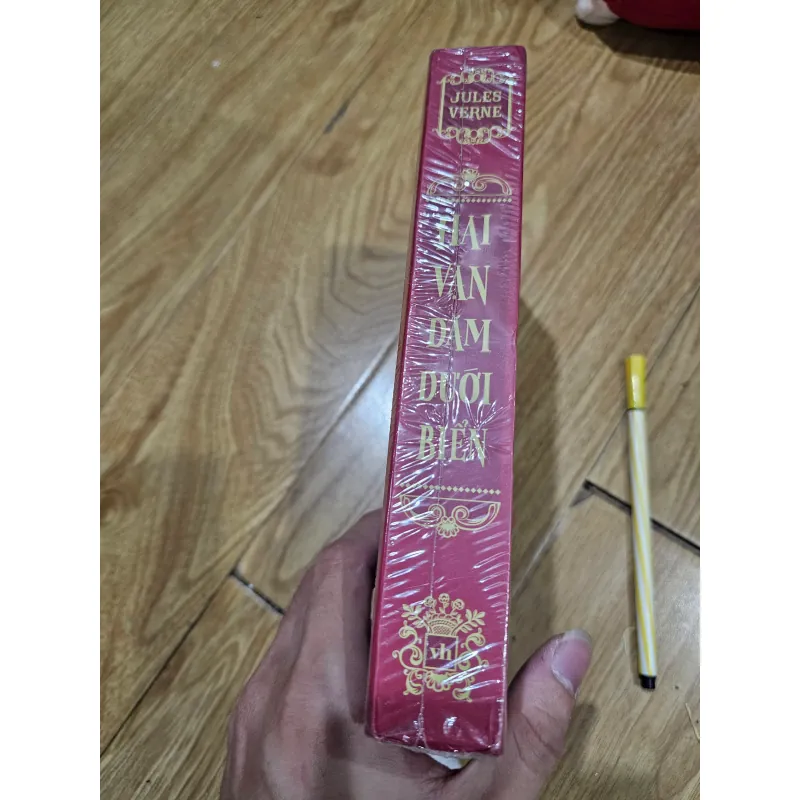 JULES
VERNE
HAI
VẠN
DẶM
DƯỚI
BIỂN
vh